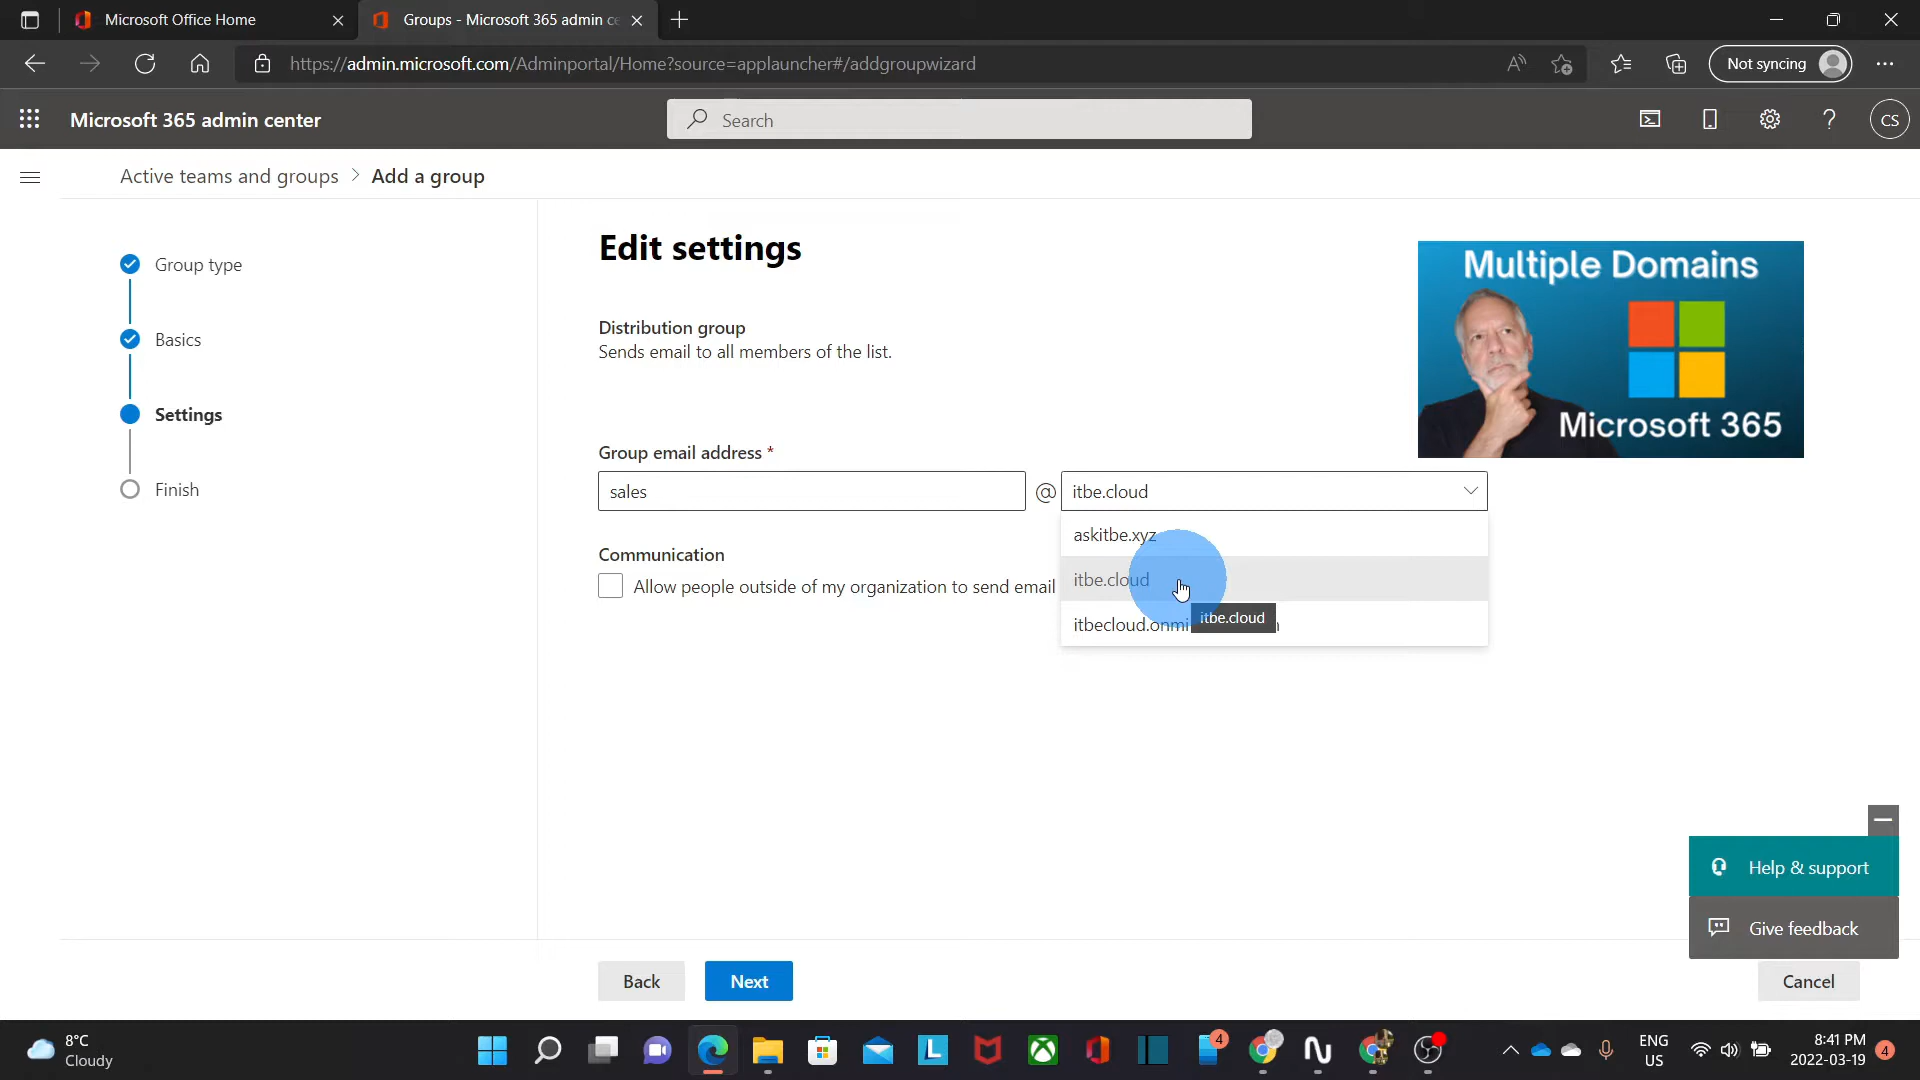 Microsoft Office Home
Groups - Microsoft 365 admin ce
https://admin.microsoft.com/Adminportal/Home?source=applauncher#/addgroupwizard
Not syncing
Microsoft 365 admin center
Search
CS
Active teams and groups > Add a group
Group type
Basics
Settings
Finish
Edit settings
Distribution group
Sends email to all members of the list.
Multiple Domains
Microsoft 365
Group email address *
sales
@
itbe.cloud
askitbe.xyz
itbe.cloud
itbecloud.onmi
itbe.cloud
Communication
Allow people outside of my organization to send email
Help & support
Give feedback
Back
Next
Cancel
8°C
Cloudy
4
ENG
US
8:41 PM
2022-03-19
4